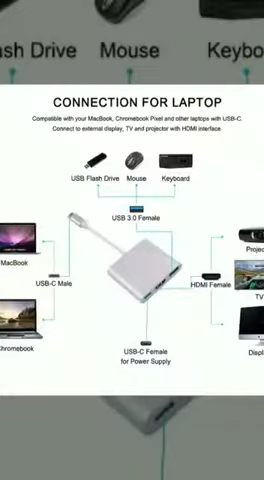 ash Drive
Mouse
Keybo
CONNECTION FOR LAPTOP
Compatible with your MacBook, Chromebook Pixel and other laptops with USB-C.
Connect to external display, TV and projector with HDMI interface
USB Flash Drive
Mouse
Keyboard
USB 3.0 Female
MacBook
Project
USB-C Male
HDMI Female
TV
Chromebook
Displ
USB-C Female
for Power Supply